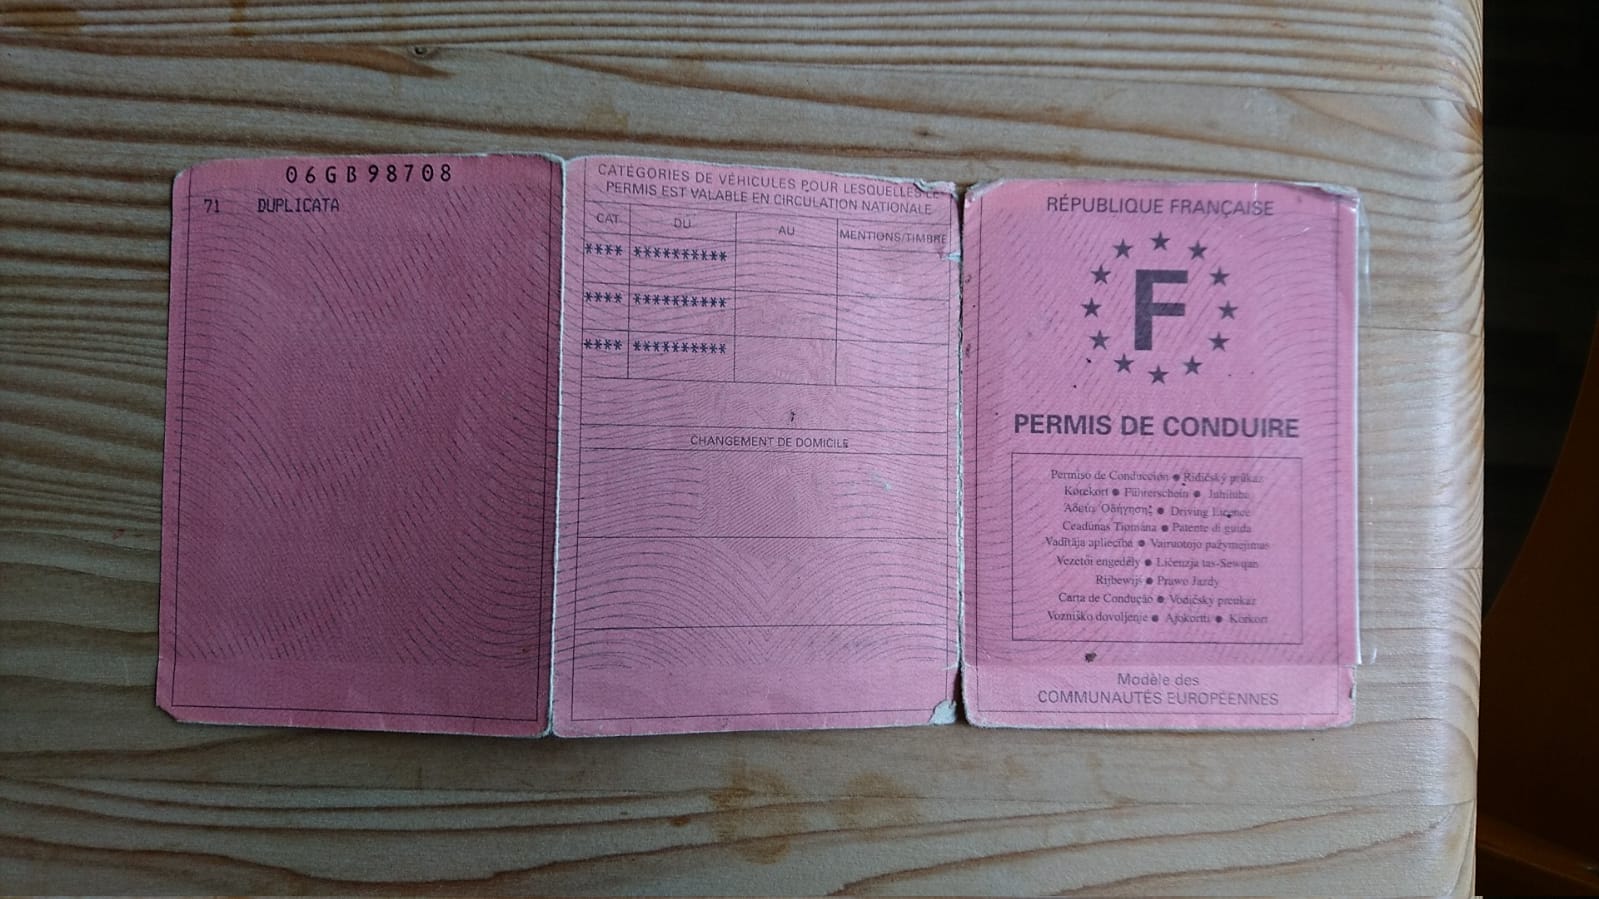 06GB98708
71 DUPLICATA
CATÉGORIES DE VÉHICULES POUR LESQUELLES LE
PERMIS EST VALABLE EN CIRCULATION NATIONALE
CAT. DU AU MENTIONS/TIMBRE
**** **********
**** **********
**** **********
CHANGEMENT DE DOMICILE
RÉPUBLIQUE FRANÇAISE
F
PERMIS DE CONDUIRE
Permiso de Conducción ● Ridičský průkaz
Kørekort ● Führerschein ● Juhiluba
Άδεια Οδήγησης ● Driving Licence
Ceadúnas Tiomána ● Patente di guida
Vadītāja apliecība ● Vairuotojo pažymėjimas
Vezetői engedély ● Liċenzja tas-Sewqan
Rijbewijs ● Prawo Jazdy
Carta de Condução ● Vodičský preukaz
Vozniško dovoljenje ● Ajokortti ● Körkort
Modèle des
COMMUNAUTÉS EUROPÉENNES